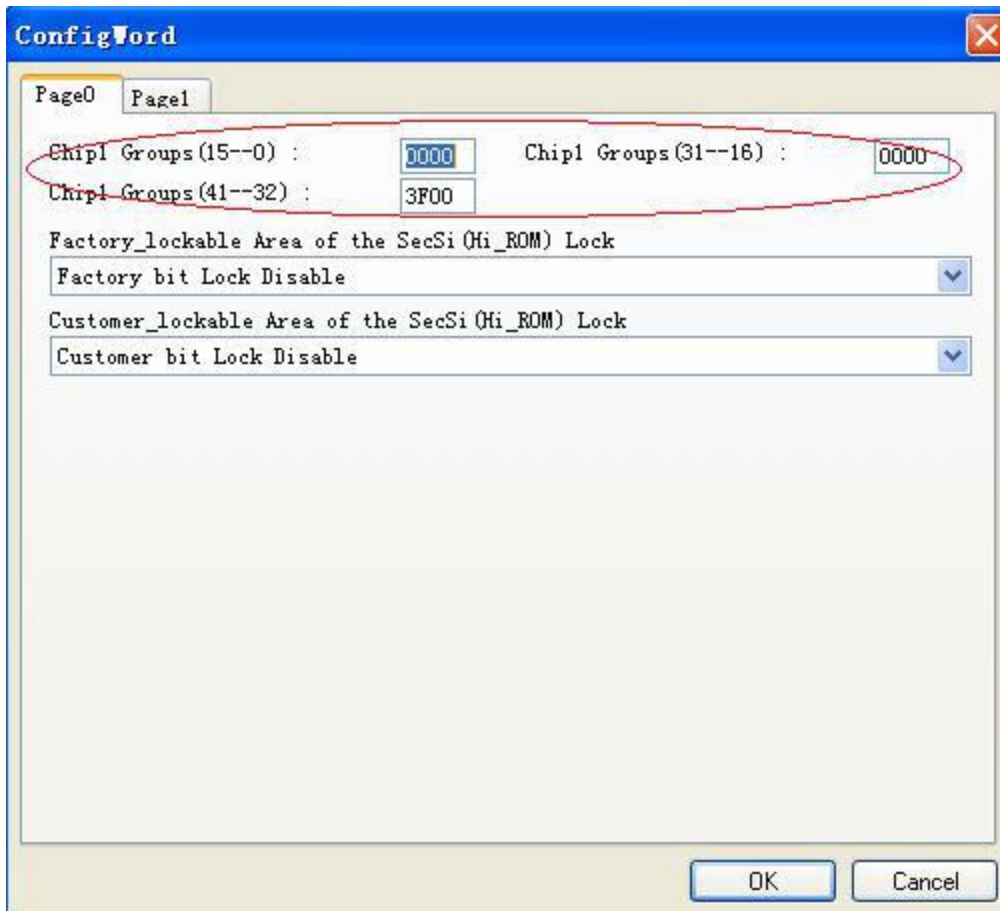 ConfigWord
Page0 Page1
Chip1 Groups(15--0) : 0000 Chip1 Groups(31--16) : 0000
Chip1 Groups(41--32) : 3F00
Factory_lockable Area of the SecSi(Hi_ROM) Lock
Factory bit Lock Disable
Customer_lockable Area of the SecSi(Hi_ROM) Lock
Customer bit Lock Disable
OK Cancel